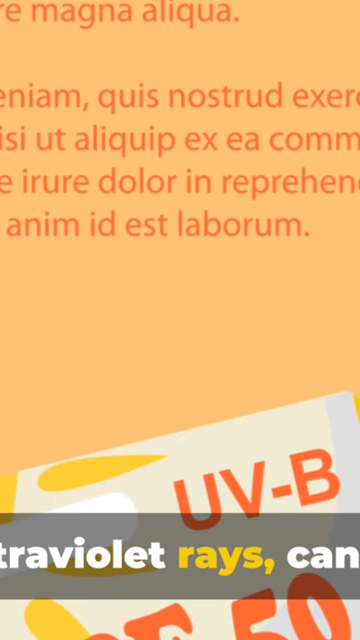 re magna aliqua.
eniam, quis nostrud exerc
isi ut aliquip ex ea comm
e irure dolor in reprehen
anim id est laborum.
UV-B
traviolet rays, can
50